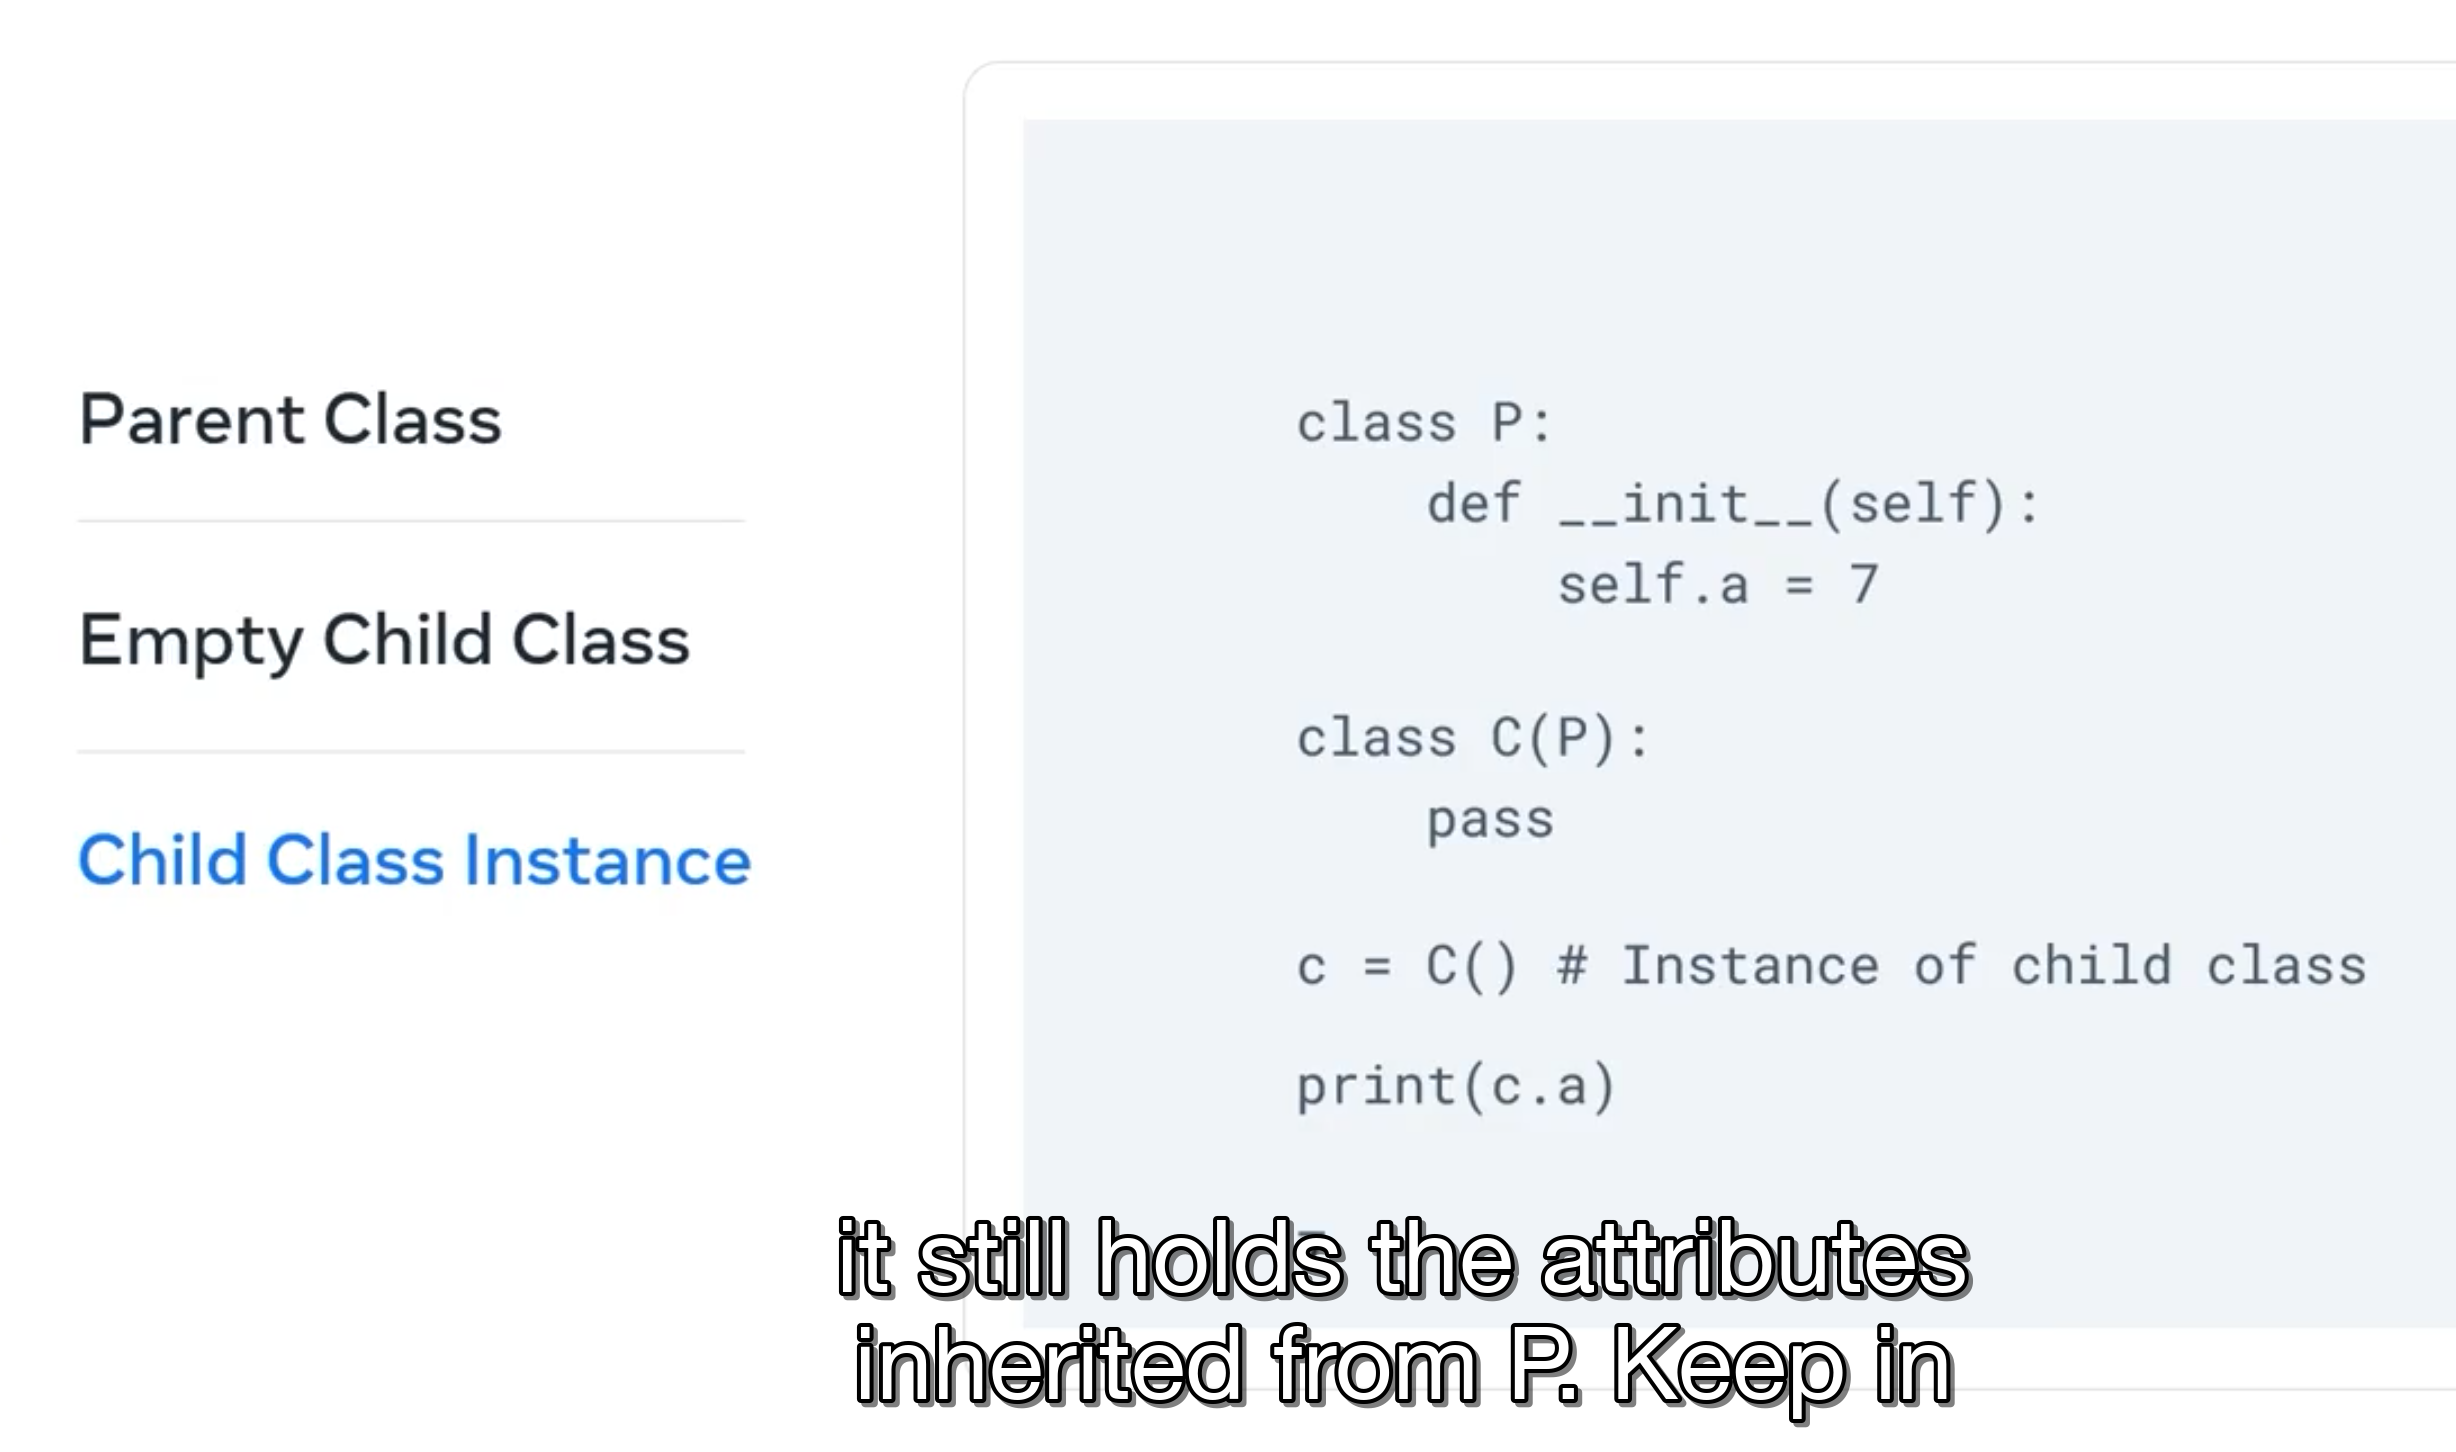 Parent Class
Empty Child Class
Child Class Instance
class P:
    def __init__(self):
        self.a = 7
class C(P):
    pass
c = C() # Instance of child class
print(c.a)
it still holds the attributes
inherited from P. Keep in